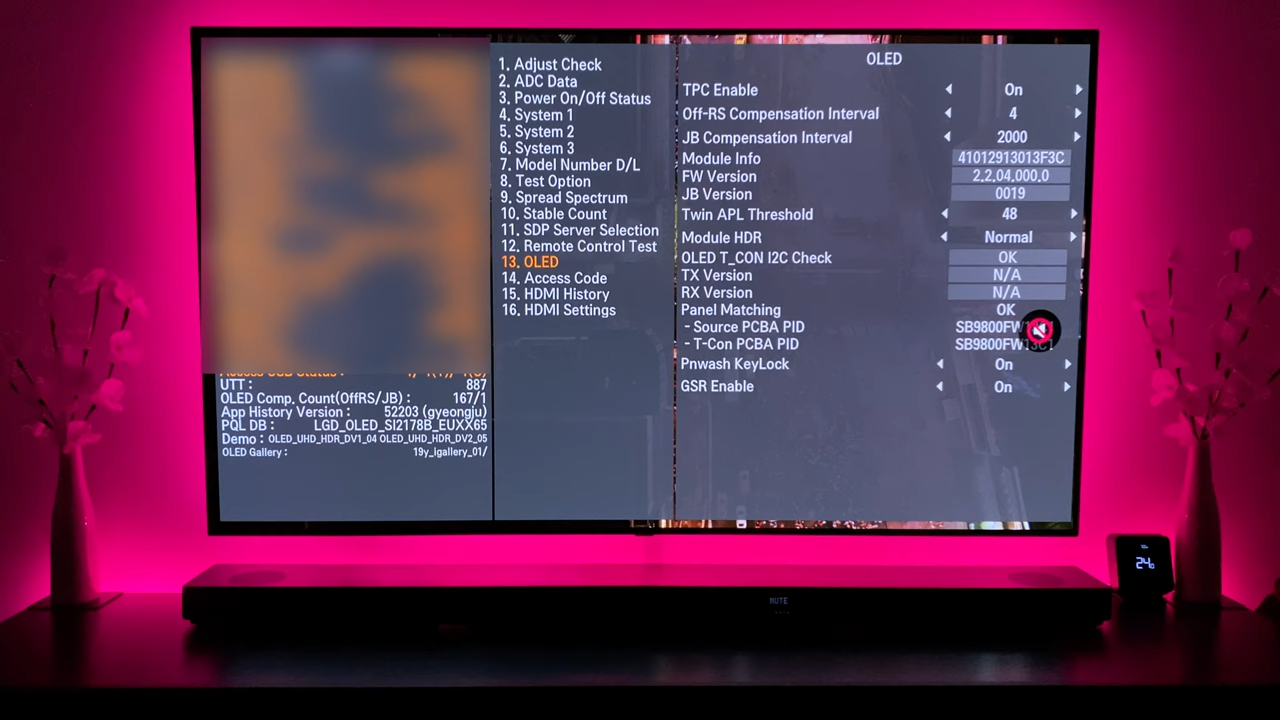 1. Adjust Check
2. ADC Data
3. Power On/Off Status
4. System 1
5. System 2
6. System 3
7. Model Number D/L
8. Test Option
9. Spread Spectrum
10. Stable Count
11. SDP Server Selection
12. Remote Control Test
13. OLED
14. Access Code
15. HDMI History
16. HDMI Settings
OLED
TPC Enable On
Off-RS Compensation Interval 4
JB Compensation Interval 2000
Module Info 41012913013F3C
FW Version 2.2.04.000.0
JB Version 0019
Twin APL Threshold 48
Module HDR Normal
OLED T_CON I2C Check OK
TX Version N/A
RX Version N/A
Panel Matching OK
- Source PCBA PID
- T-Con PCBA PID
Pnwash KeyLock On
GSR Enable On
UTT : 887
OLED Comp. Count(OffRS/JB) : 167/1
App History Version : 52203 (gyeongju)
PQL DB : LGD_OLED_SI2178B_EUXX65
Demo : OLED_UHD_HDR_DV1_04 OLED_UHD_HDR_DV2_05
OLED Gallery : 19y_igallery_01/
MUTE